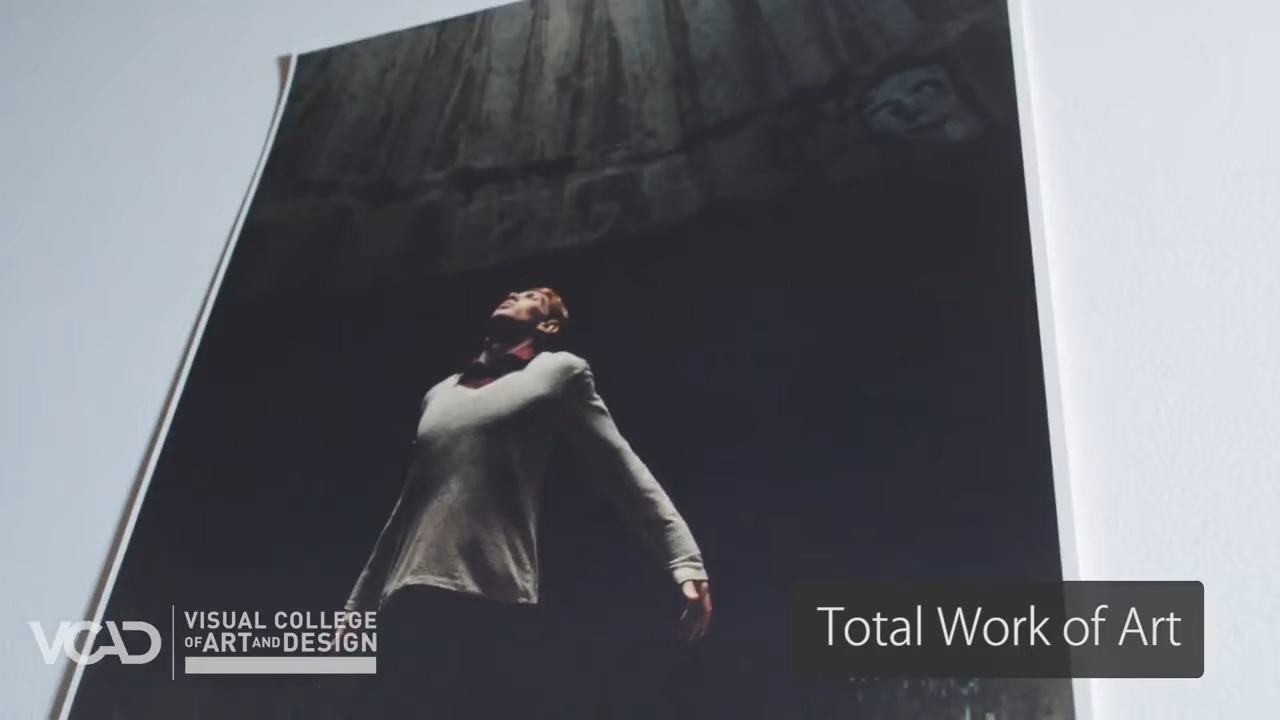 VCAD
VISUAL COLLEGE
OF ART AND DESIGN
Total Work of Art